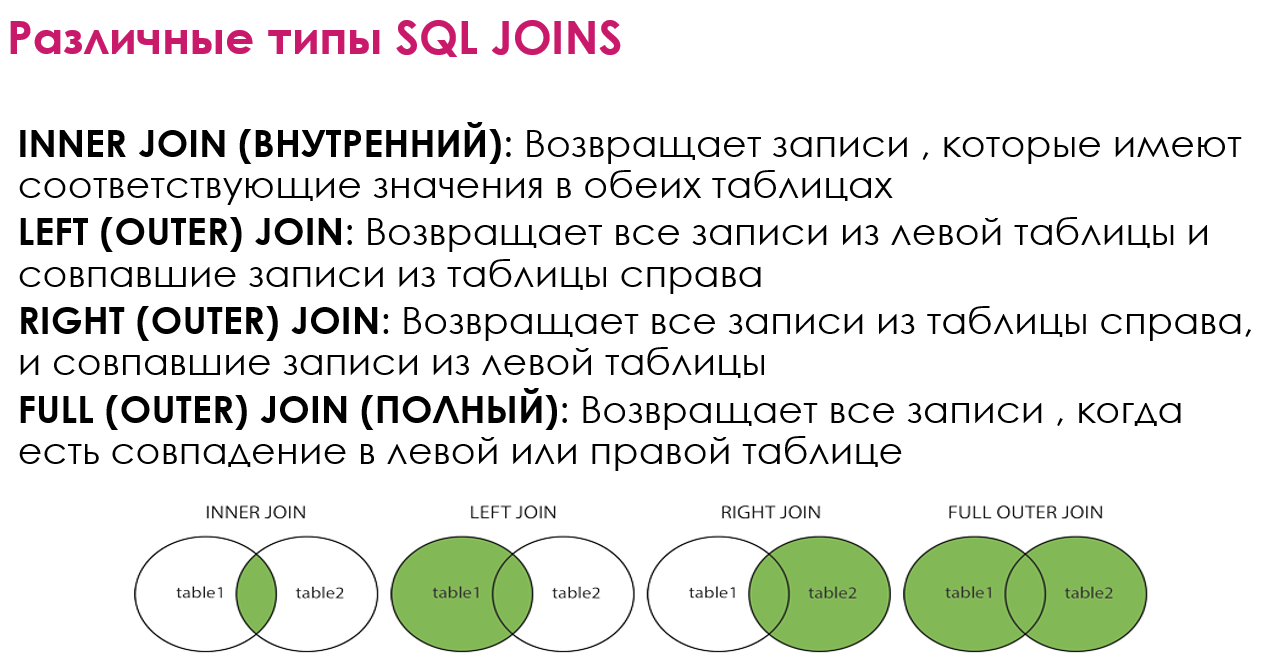 Различные типы SQL JOINS
INNER JOIN (ВНУТРЕННИЙ): Возвращает записи , которые имеют
соответствующие значения в обеих таблицах
LEFT (OUTER) JOIN: Возвращает все записи из левой таблицы и
совпавшие записи из таблицы справа
RIGHT (OUTER) JOIN: Возвращает все записи из таблицы справа,
и совпавшие записи из левой таблицы
FULL (OUTER) JOIN (ПОЛНЫЙ): Возвращает все записи , когда
есть совпадение в левой или правой таблице
INNER JOIN LEFT JOIN RIGHT JOIN FULL OUTER JOIN
table1 table2 table1 table2 table1 table2 table1 table2